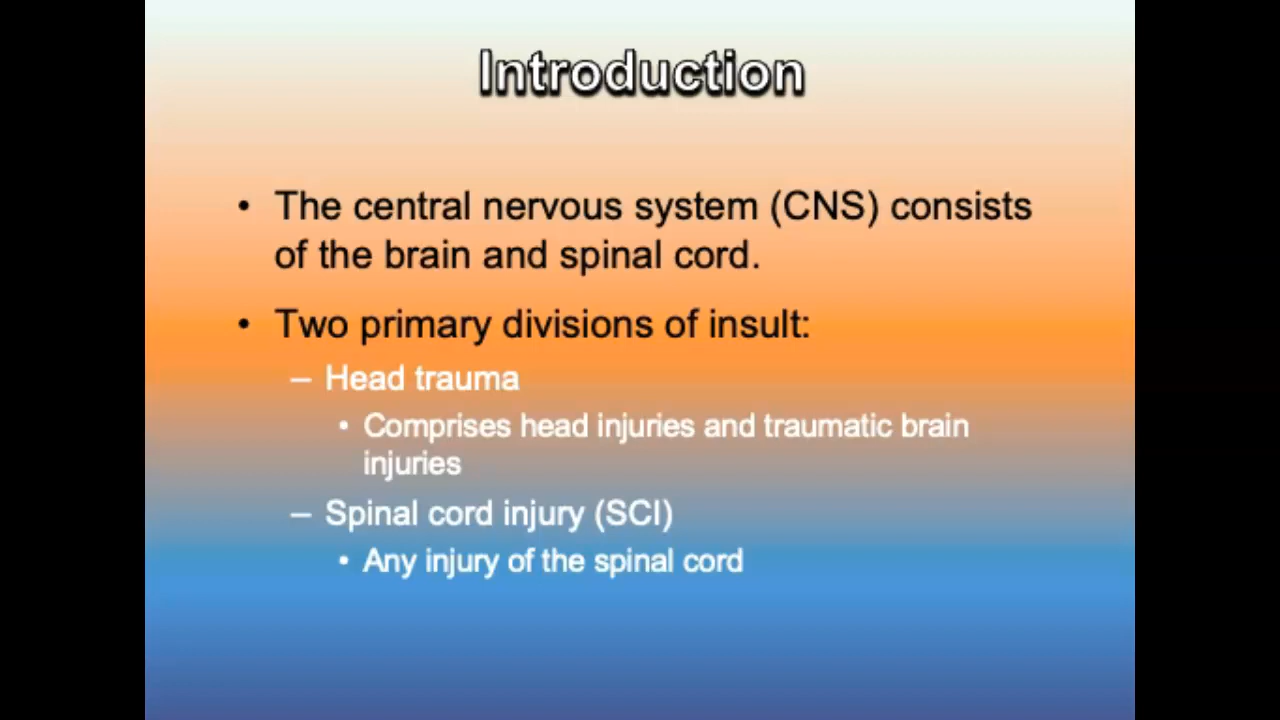 Introduction
• The central nervous system (CNS) consists
of the brain and spinal cord.
• Two primary divisions of insult:
– Head trauma
• Comprises head injuries and traumatic brain
injuries
– Spinal cord injury (SCI)
• Any injury of the spinal cord